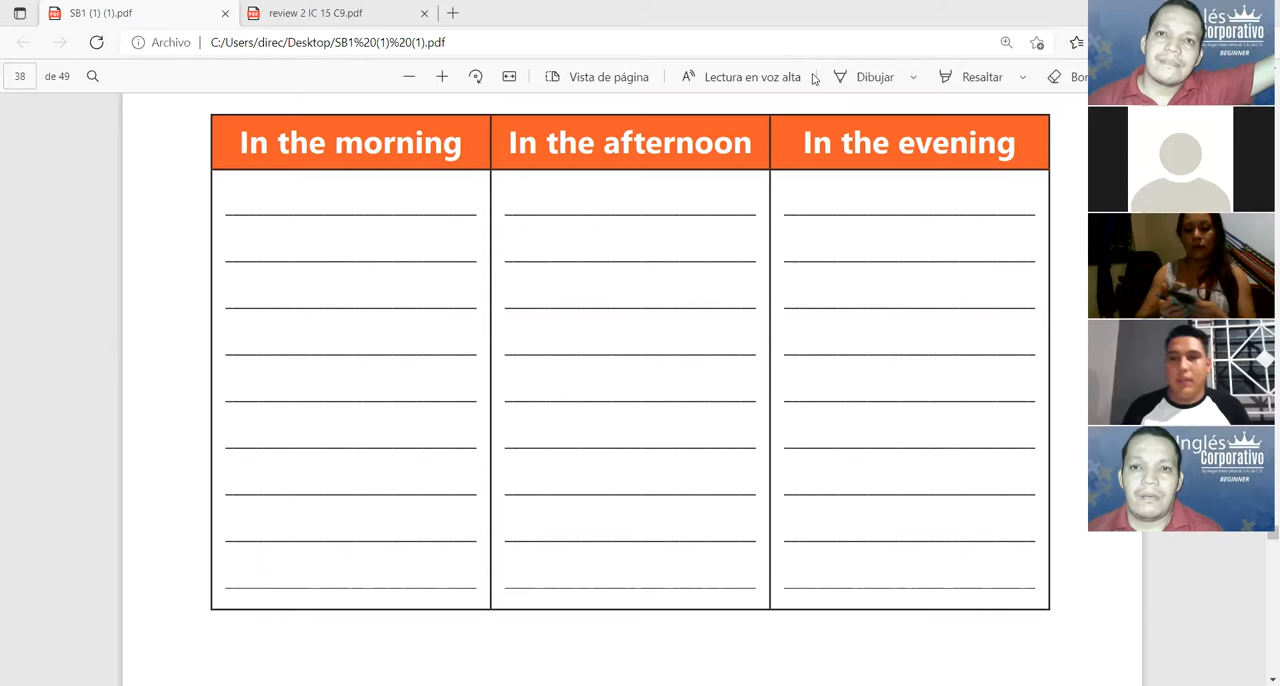 SB1 (1) (1).pdf
review 2 IC 15 C9.pdf
Archivo
C:/Users/direc/Desktop/SB1%20(1)%20(1).pdf
38
de 49
Vista de página
Lectura en voz alta
Dibujar
Resaltar
In the morning
In the afternoon
In the evening
Corporativo
BEGINNER
Inglés
Corporativo
BEGINNER